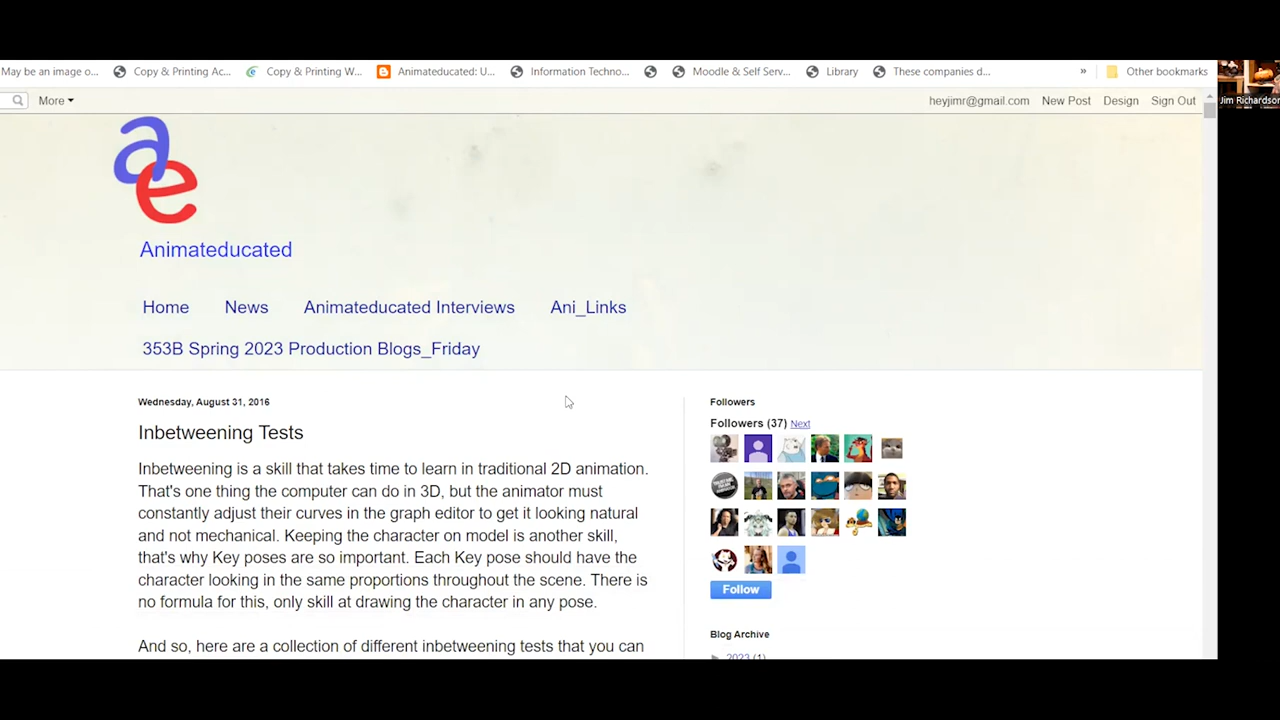 May be an image o...
Copy & Printing Ac...
Copy & Printing W...
Animateducated: U...
Information Techno...
Moodle & Self Serv...
Library
These companies d...
»
Other bookmarks
More
heyjimr@gmail.com
New Post
Design
Sign Out
Jim Richardson
ae
Animateducated
Home
News
Animateducated Interviews
Ani_Links
353B Spring 2023 Production Blogs_Friday
Wednesday, August 31, 2016
Inbetweening Tests
Inbetweening is a skill that takes time to learn in traditional 2D animation.
That's one thing the computer can do in 3D, but the animator must
constantly adjust their curves in the graph editor to get it looking natural
and not mechanical. Keeping the character on model is another skill,
that's why Key poses are so important. Each Key pose should have the
character looking in the same proportions throughout the scene. There is
no formula for this, only skill at drawing the character in any pose.
And so, here are a collection of different inbetweening tests that you can
Followers
Followers (37) Next
Follow
Blog Archive
2023 (1)